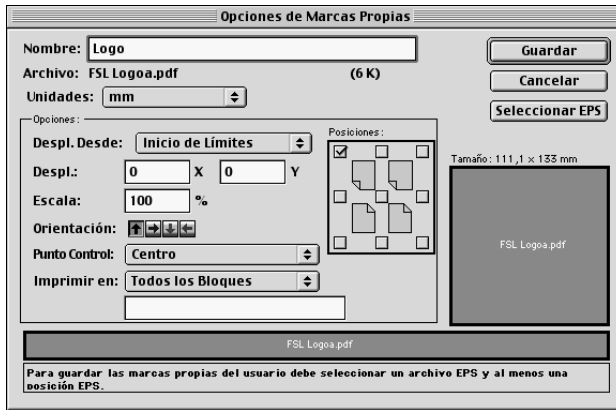 Opciones de Marcas Propias
Nombre: Logo
Guardar
Archivo: FSL Logoa.pdf (6 K)
Cancelar
Unidades: mm
Seleccionar EPS
Opciones:
Despl. Desde: Inicio de Límites
Posiciones:
Despl.: 0 X 0 Y
Tamaño: 111,1 x 133 mm
Escala: 100 %
Orientación:
FSL Logoa.pdf
Punto Control: Centro
Imprimir en: Todos los Bloques
FSL Logoa.pdf
Para guardar las marcas propias del usuario debe seleccionar un archivo EPS y al menos una
posición EPS.